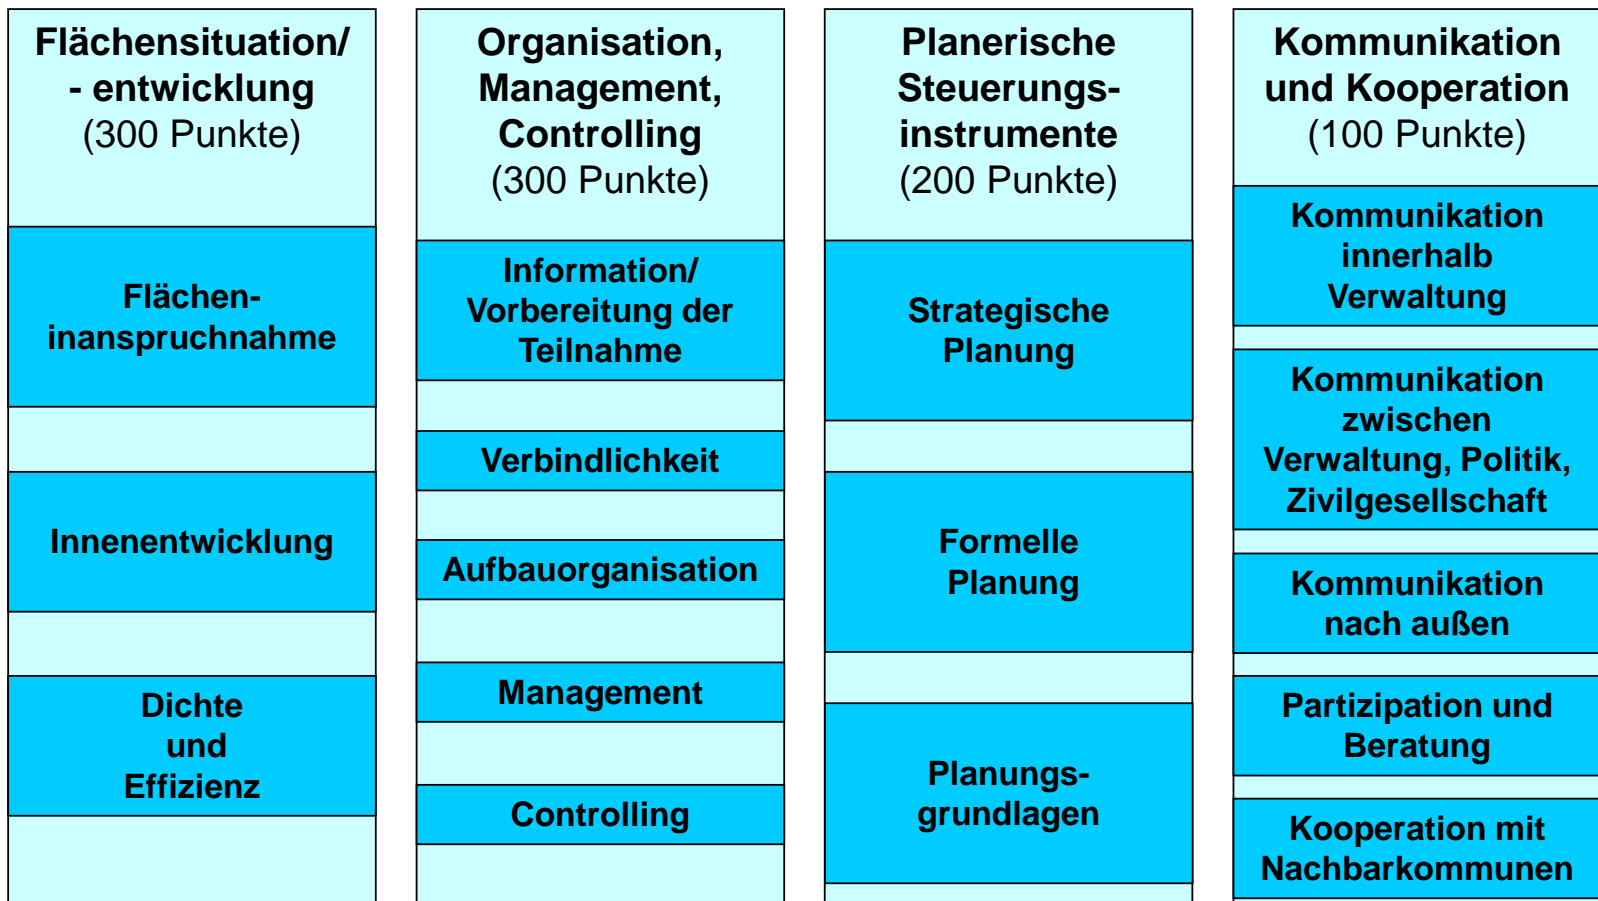 Flächensituation/
- entwicklung
(300 Punkte)
Flächen-
inanspruchnahme
Innenentwicklung
Dichte
und
Effizienz
Organisation,
Management,
Controlling
(300 Punkte)
Information/
Vorbereitung der
Teilnahme
Verbindlichkeit
Aufbauorganisation
Management
Controlling
Planerische
Steuerungs-
instrumente
(200 Punkte)
Strategische
Planung
Formelle
Planung
Planungs-
grundlagen
Kommunikation
und Kooperation
(100 Punkte)
Kommunikation
innerhalb
Verwaltung
Kommunikation
zwischen
Verwaltung, Politik,
Zivilgesellschaft
Kommunikation
nach außen
Partizipation und
Beratung
Kooperation mit
Nachbarkommunen